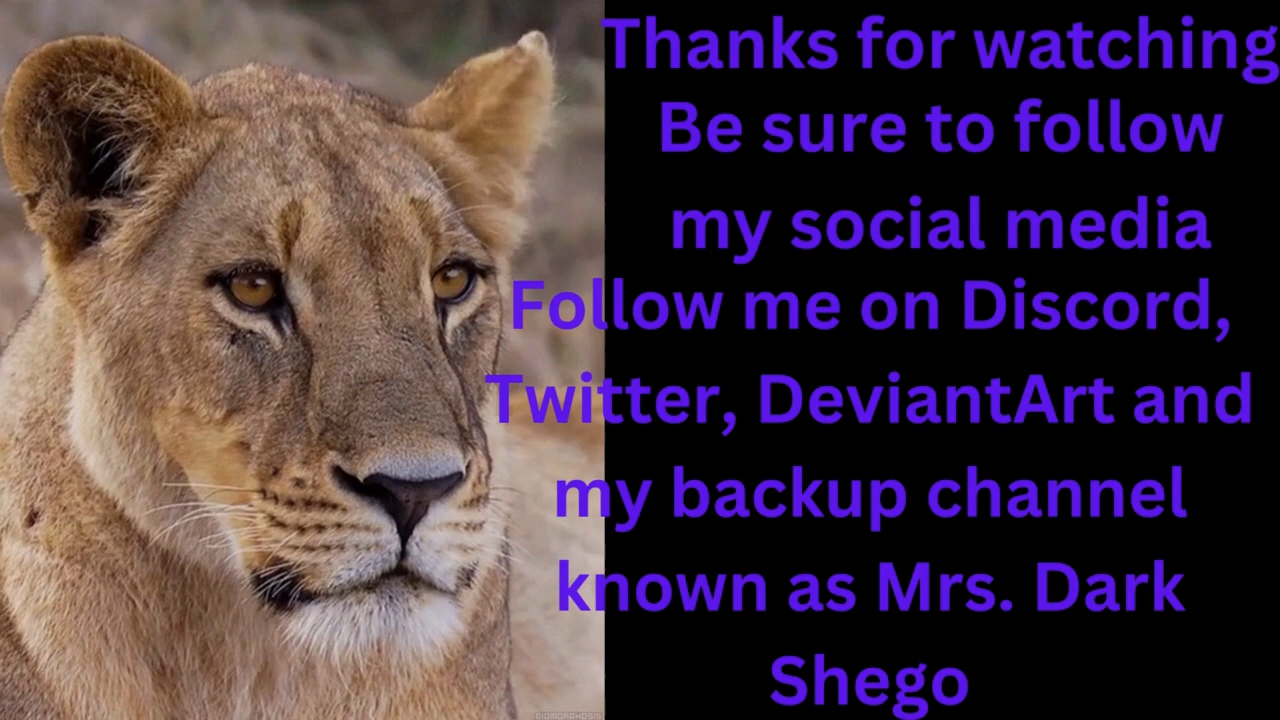 Thanks for watching
Be sure to follow
my social media
Follow me on Discord,
Twitter, DeviantArt and
my backup channel
known as Mrs. Dark
Shego
BIOMORPHOSIS